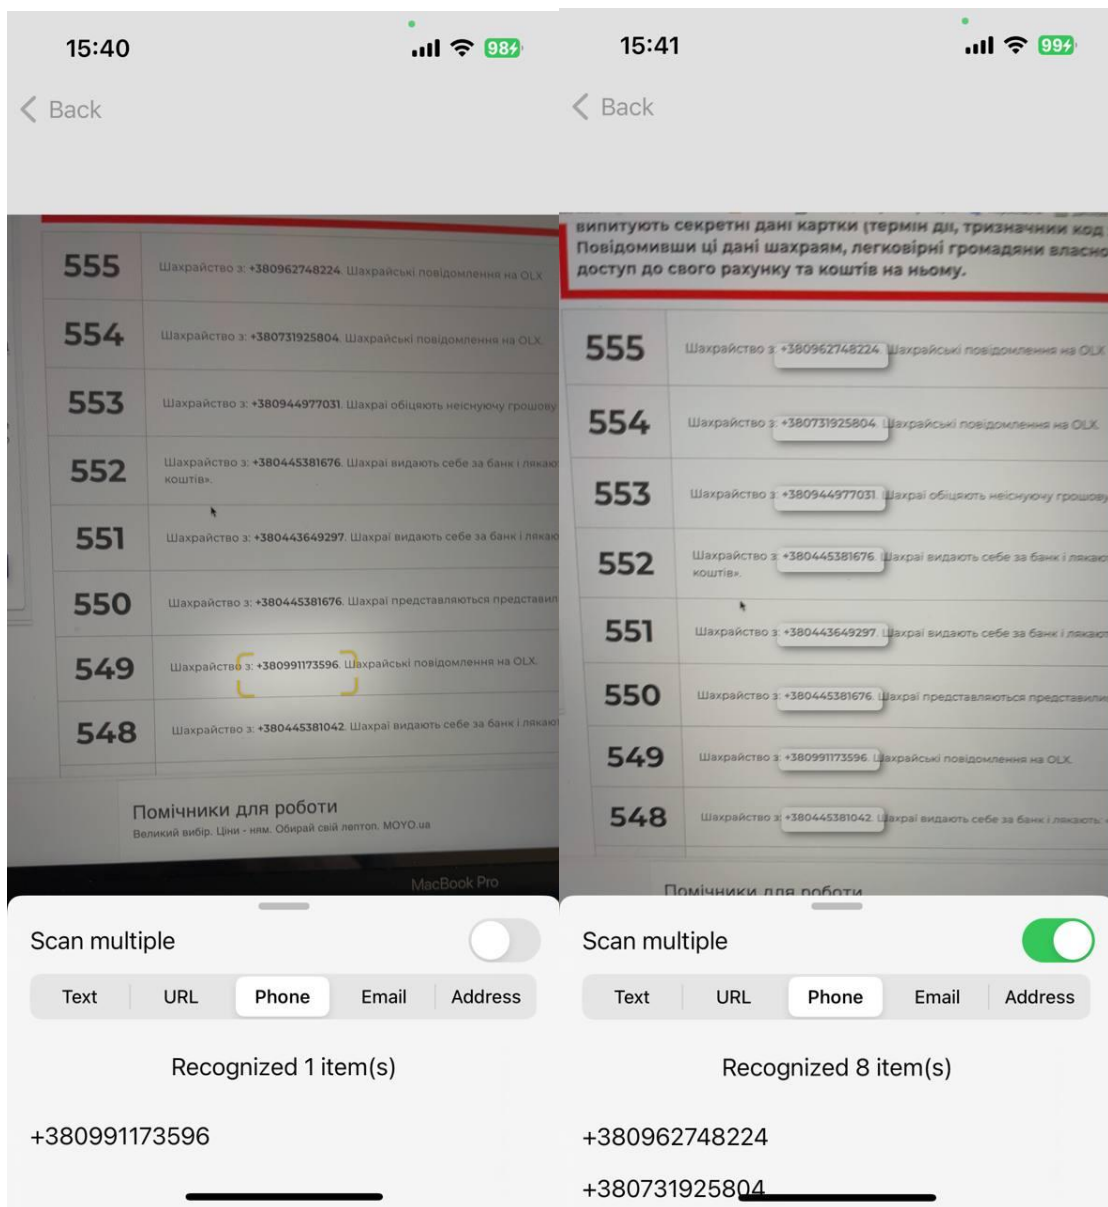 15:40
98
Back
555 Шахрайство з: +380962748224. Шахрайські повідомлення на OLX
554 Шахрайство з: +380731925804. Шахрайські повідомлення на OLX.
553 Шахрайство з: +380944977031. Шахраї обіцяють неіснуючу грошову
552 Шахрайство з: +380445381676. Шахраї видають себе за банк і лякаю
коштів».
551 Шахрайство з: +380443649297. Шахраї видають себе за банк і лякаю
550 Шахрайство з: +380445381676. Шахраї представляються представил
549 Шахрайство з: +380991173596. Шахрайські повідомлення на OLX.
548 Шахрайство з: +380445381042. Шахраї видають себе за банк і лякают
Помічники для роботи
Великий вибір. Ціни - ням. Обирай свій лептоп. MOYO.ua
MacBook Pro
Scan multiple
Text URL Phone Email Address
Recognized 1 item(s)
+380991173596
15:41
99
Back
випитують секретні дані картки (термін дії, тризначний код
Повідомивши ці дані шахраям, легковірні громадяни власно
доступ до свого рахунку та коштів на ньому.
555 Шахрайство з: +380962748224. Шахрайські повідомлення на OLX
554 Шахрайство з: +380731925804. Шахрайські повідомлення на OLX.
553 Шахрайство з: +380944977031. Шахраї обіцяють неіснуючу грошову
552 Шахрайство з: +380445381676. Шахраї видають себе за банк і лякаю
коштів».
551 Шахрайство з: +380443649297. Шахраї видають себе за банк і лякают
550 Шахрайство з: +380445381676. Шахраї представляються представил
549 Шахрайство з: +380991173596. Шахрайські повідомлення на OLX.
548 Шахрайство з: +380445381042. Шахраї видають себе за банк і лякають:
Помічники для роботи
Scan multiple
Text URL Phone Email Address
Recognized 8 item(s)
+380962748224
+380731925804